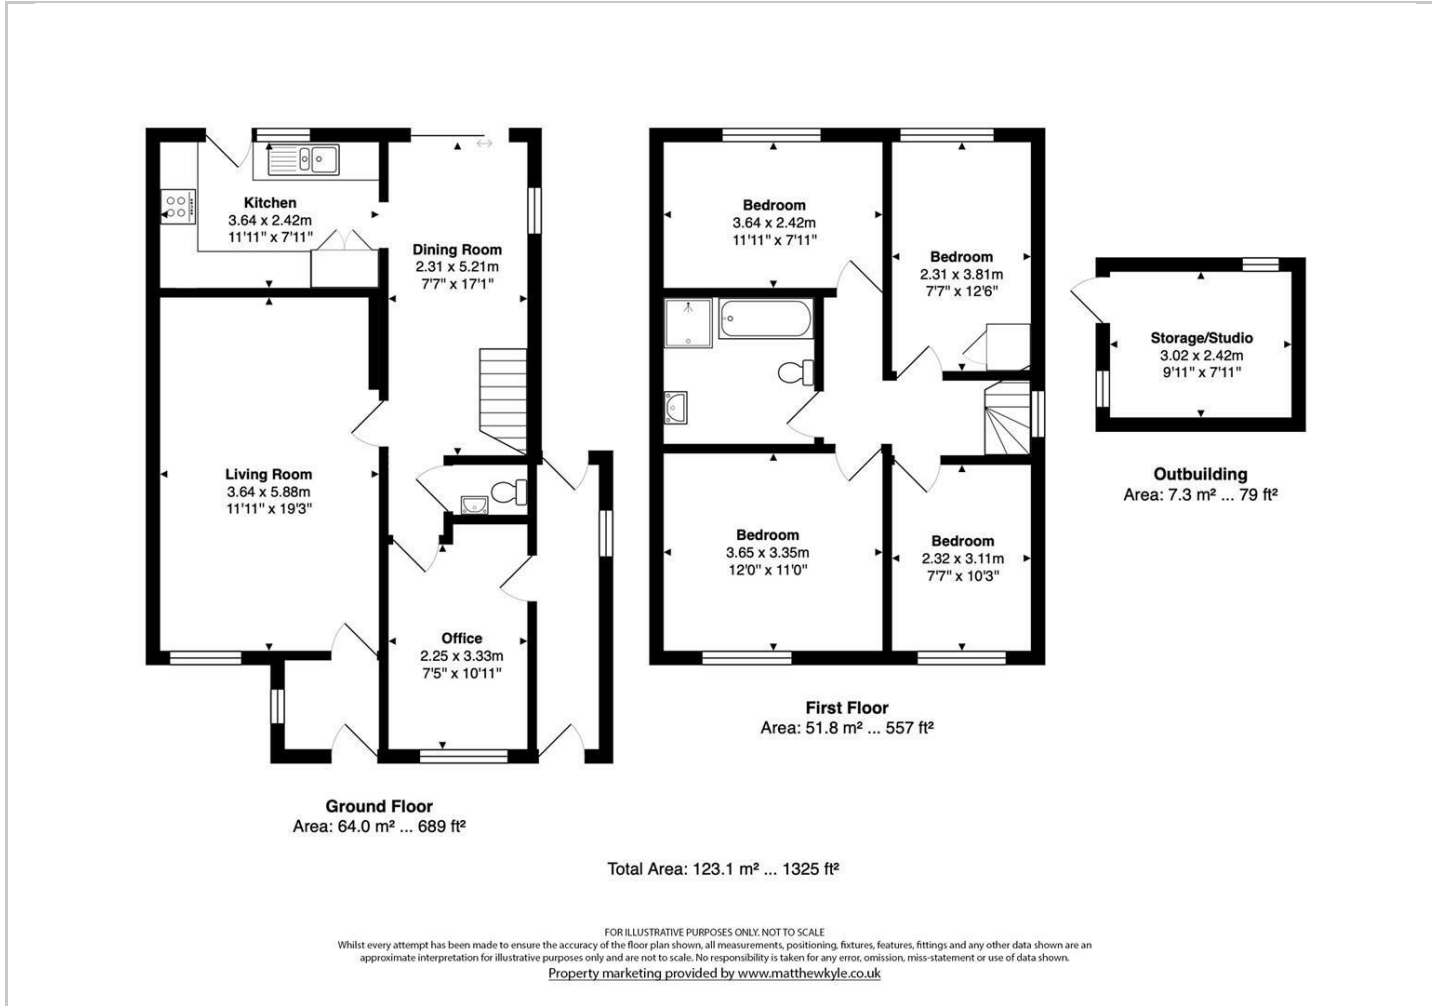 Kitchen
3.64 x 2.42m
11'11" x 7'11"
Dining Room
2.31 x 5.21m
7'7" x 17'1"
Living Room
3.64 x 5.88m
11'11" x 19'3"
Office
2.25 x 3.33m
7'5" x 10'11"
Ground Floor
Area: 64.0 m² ... 689 ft²
Bedroom
3.64 x 2.42m
11'11" x 7'11"
Bedroom
2.31 x 3.81m
7'7" x 12'6"
Bedroom
3.65 x 3.35m
12'0" x 11'0"
Bedroom
2.32 x 3.11m
7'7" x 10'3"
First Floor
Area: 51.8 m² ... 557 ft²
Storage/Studio
3.02 x 2.42m
9'11" x 7'11"
Outbuilding
Area: 7.3 m² ... 79 ft²
Total Area: 123.1 m² ... 1325 ft²
FOR ILLUSTRATIVE PURPOSES ONLY. NOT TO SCALE
Whilst every attempt has been made to ensure the accuracy of the floor plan shown, all measurements, positioning, fixtures, features, fittings and any other data shown are an
approximate interpretation for illustrative purposes only and are not to scale. No responsibility is taken for any error, omission, miss-statement or use of data shown.
Property marketing provided by www.matthewkyle.co.uk